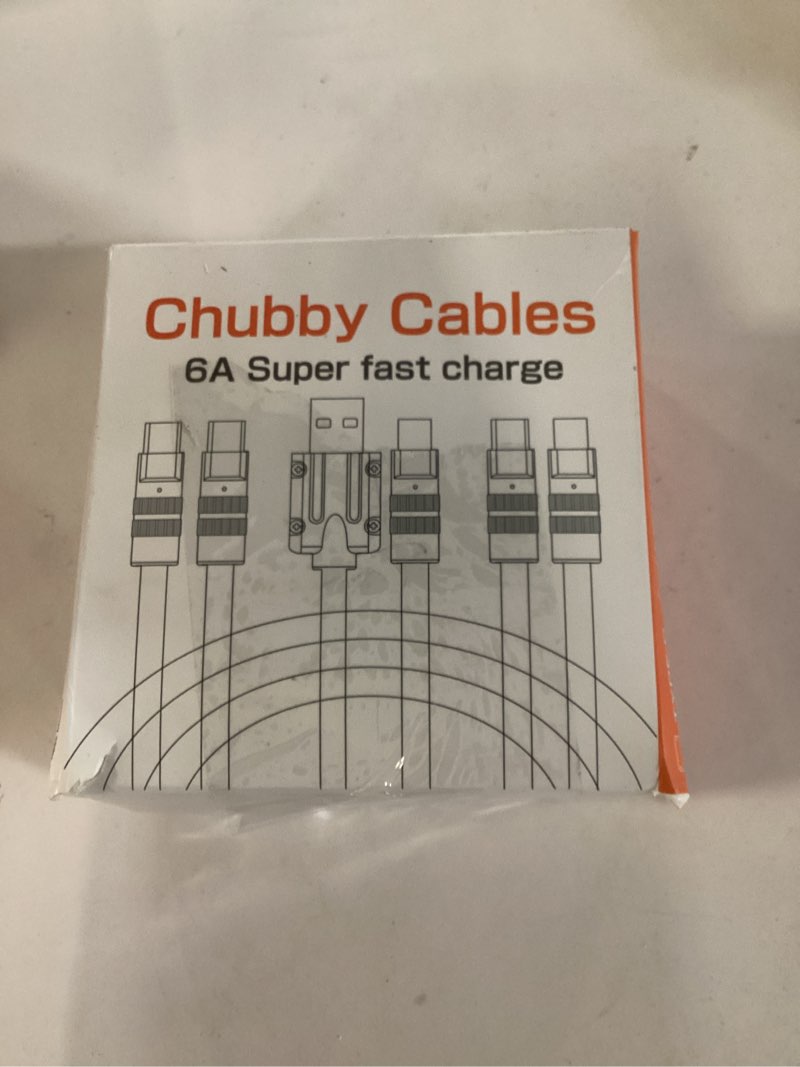 Chubby Cables
6A Super fast charge